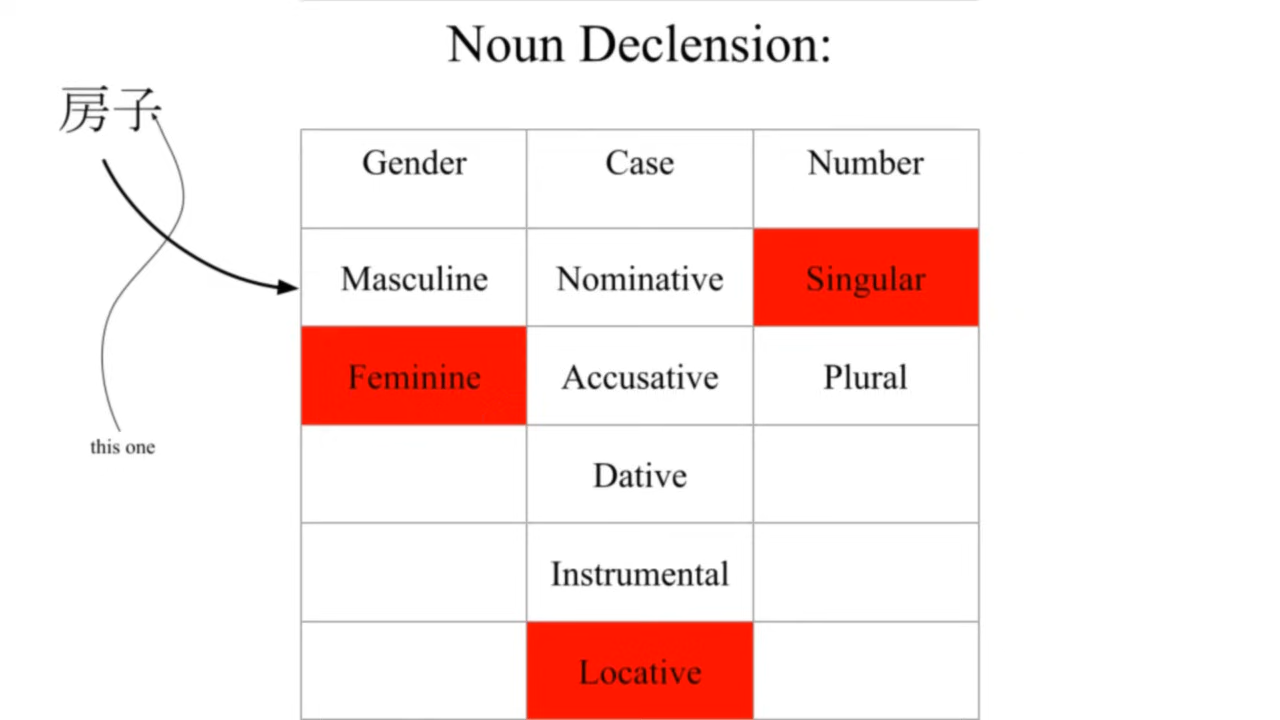 Noun Declension:
房子
Gender Case Number
Masculine Nominative Singular
Feminine Accusative Plural
this one
Dative
Instrumental
Locative